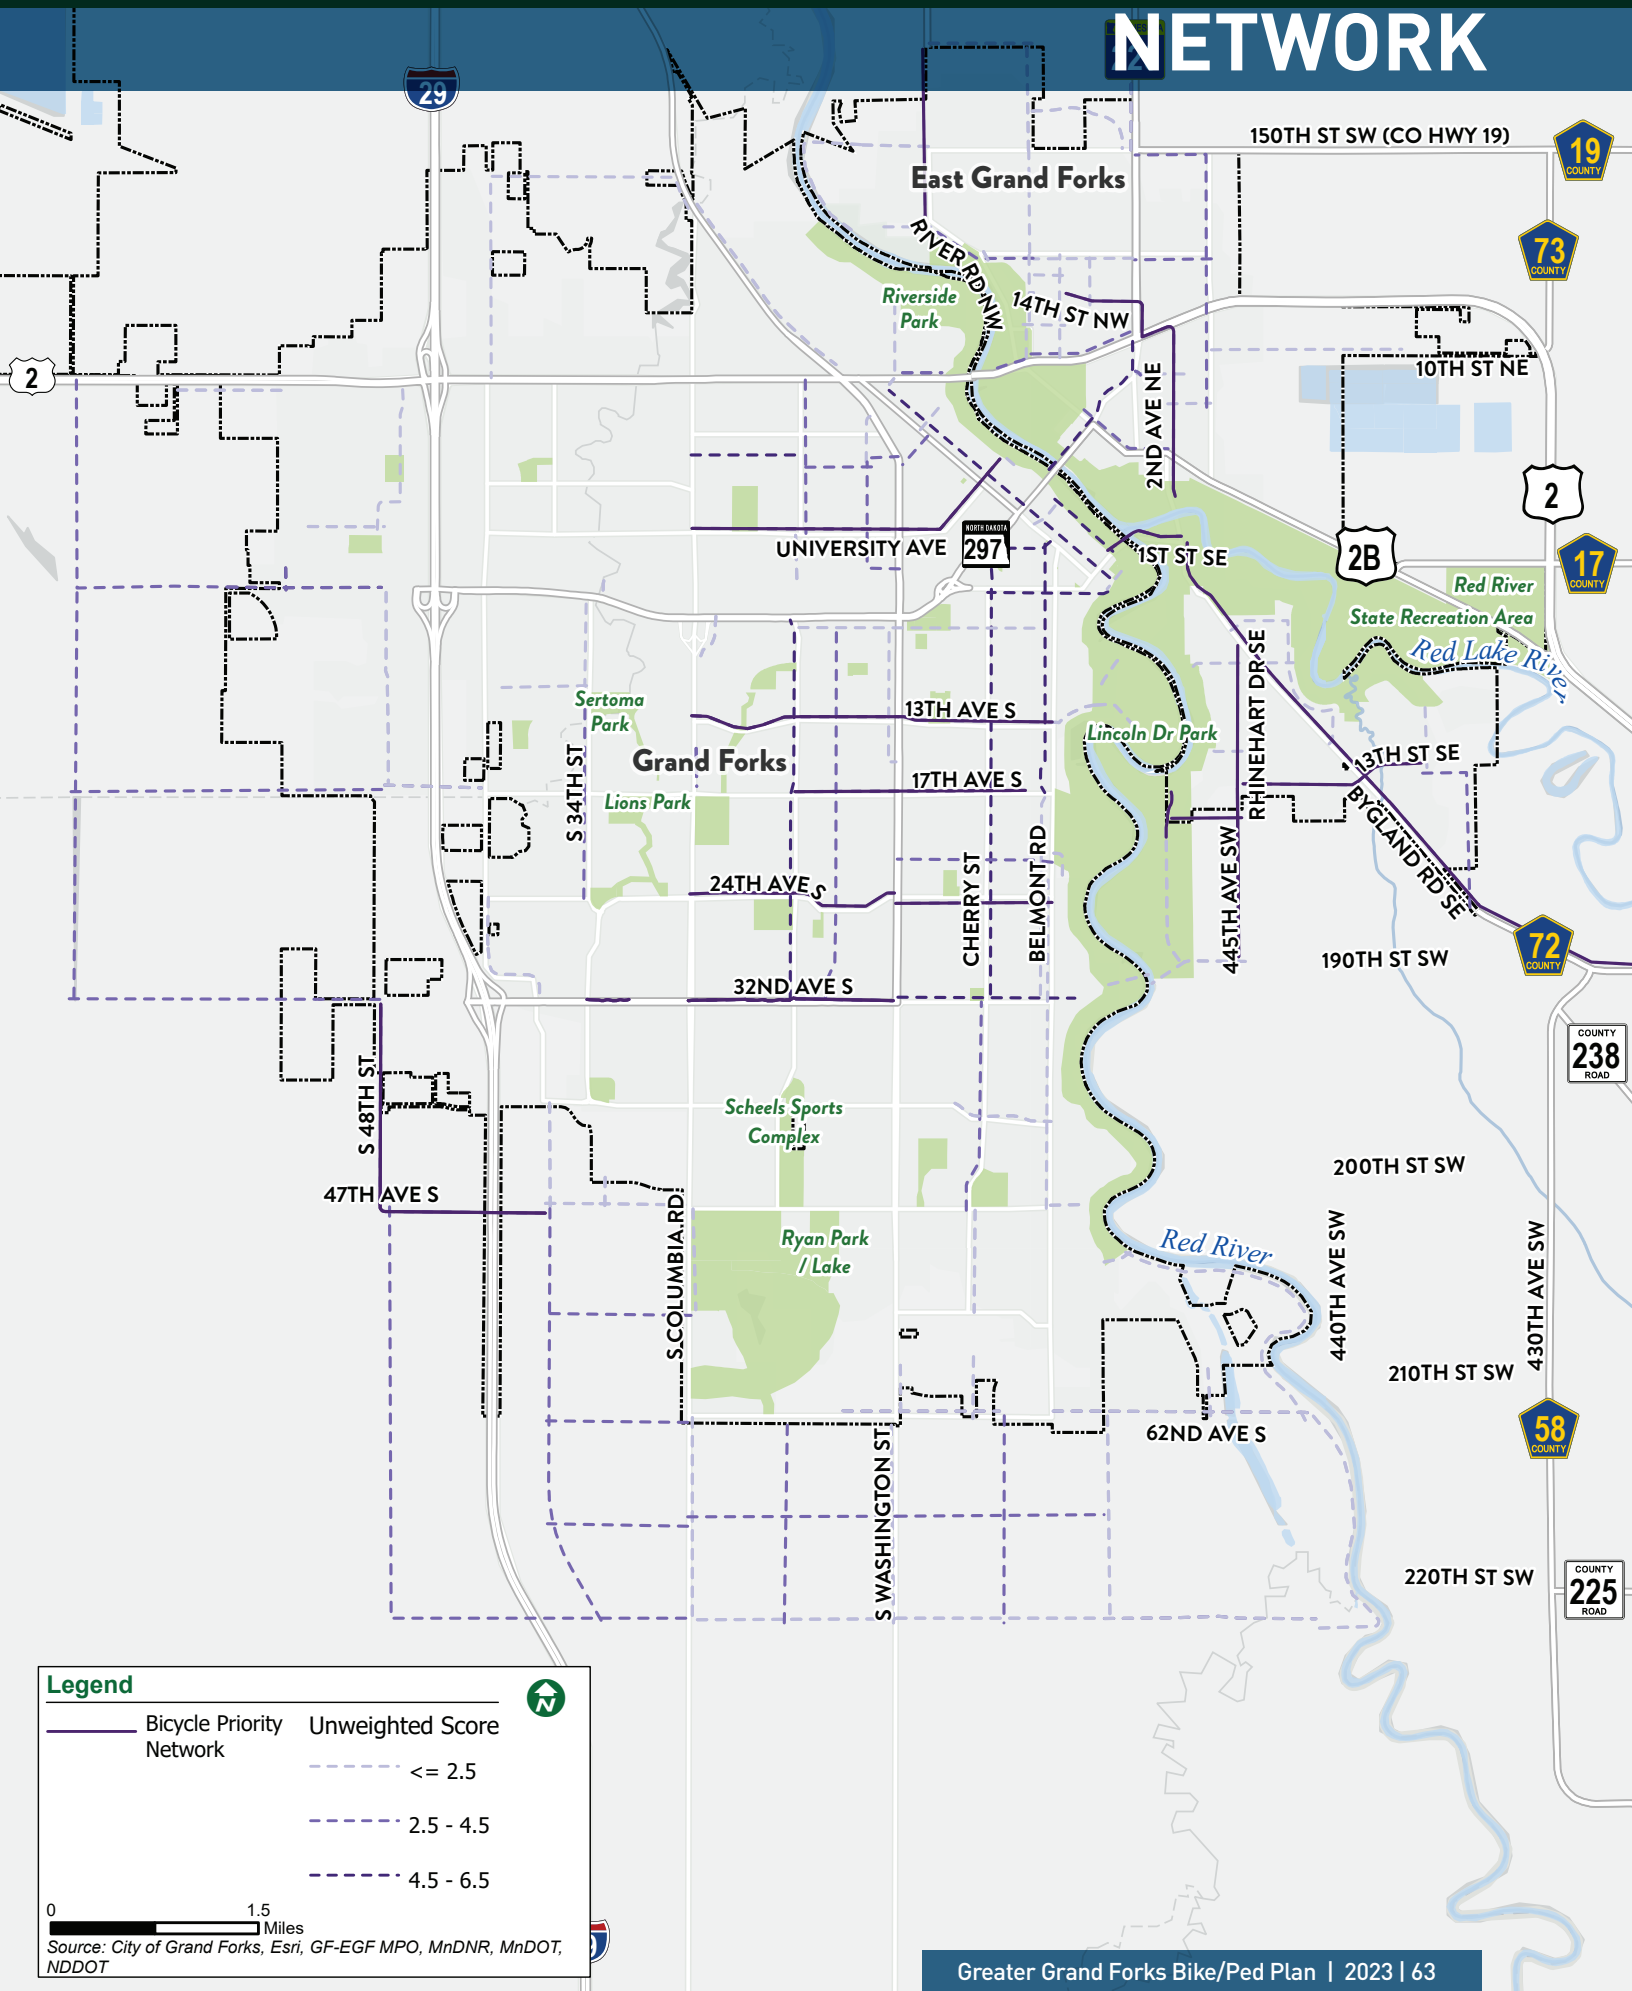 NETWORK
29
22
150TH ST SW (CO HWY 19)
19
COUNTY
East Grand Forks
73
COUNTY
RIVER RD NW
Riverside
Park
14TH ST NW
2
10TH ST NE
2ND AVE NE
2
UNIVERSITY AVE
NORTH DAKOTA
297
1ST ST SE
2B
17
COUNTY
Red River
State Recreation Area
Red Lake River
RHINEHART DR SE
Sertoma
Park
13TH AVE S
Lincoln Dr Park
Grand Forks
13TH ST SE
17TH AVE S
S 34TH ST
Lions Park
BYGLAND RD SE
24TH AVE S
CHERRY ST
BELMONT RD
445TH AVE SW
72
COUNTY
190TH ST SW
32ND AVE S
COUNTY
238
ROAD
S 48TH ST
Scheels Sports
Complex
200TH ST SW
47TH AVE S
S COLUMBIA RD
Ryan Park
/ Lake
Red River
440TH AVE SW
430TH AVE SW
210TH ST SW
58
COUNTY
62ND AVE S
S WASHINGTON ST
220TH ST SW
COUNTY
225
ROAD
Legend
N
Bicycle Priority
Network
Unweighted Score
<= 2.5
2.5 - 4.5
4.5 - 6.5
0 1.5
Miles
Source: City of Grand Forks, Esri, GF-EGF MPO, MnDNR, MnDOT,
NDDOT
Greater Grand Forks Bike/Ped Plan | 2023 | 63